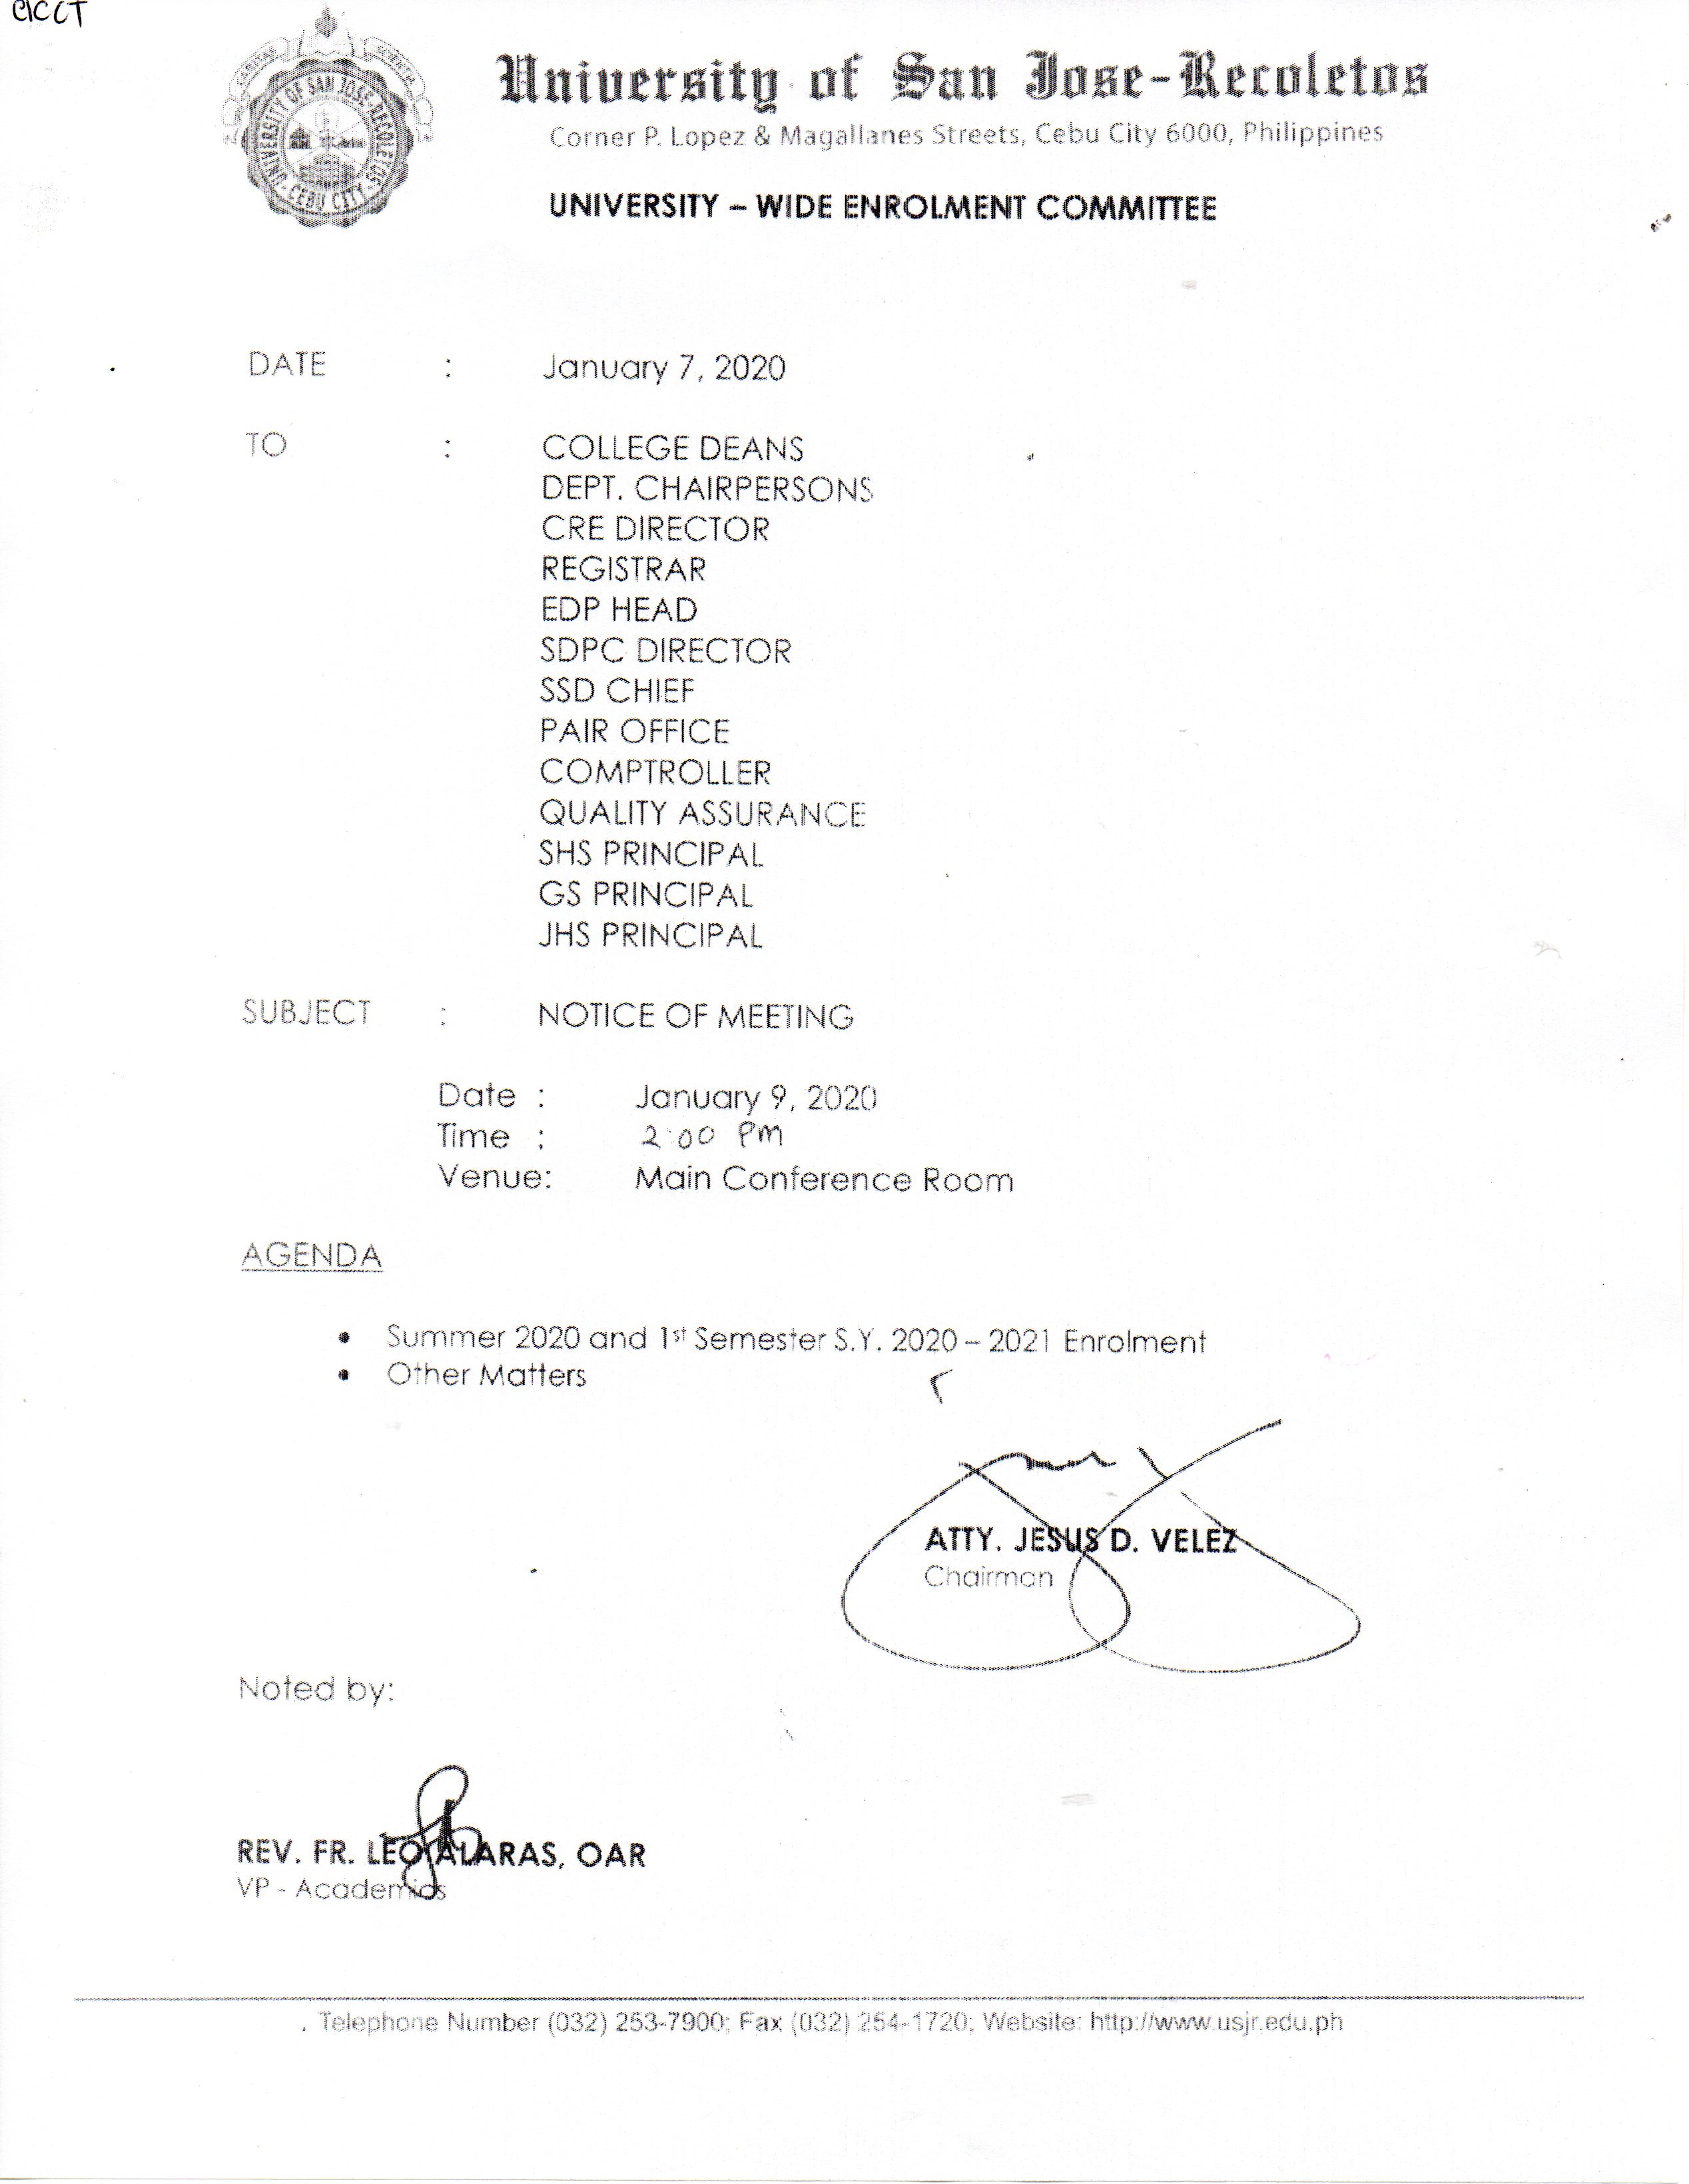 CICCT
CARITAS SCIENTIA
UNIVERSITY OF SAN JOSE-RECOLETOS
CEBU CITY
University of San Jose-Recoletos
Corner P. Lopez & Magallanes Streets, Cebu City 6000, Philippines
UNIVERSITY – WIDE ENROLMENT COMMITTEE
DATE : January 7, 2020
TO : COLLEGE DEANS
DEPT. CHAIRPERSONS
CRE DIRECTOR
REGISTRAR
EDP HEAD
SDPC DIRECTOR
SSD CHIEF
PAIR OFFICE
COMPTROLLER
QUALITY ASSURANCE
SHS PRINCIPAL
GS PRINCIPAL
JHS PRINCIPAL
SUBJECT : NOTICE OF MEETING
Date : January 9, 2020
Time : 2:00 PM
Venue: Main Conference Room
AGENDA
• Summer 2020 and 1st Semester S.Y. 2020 – 2021 Enrolment
• Other Matters
ATTY. JESUS D. VELEZ
Chairman
Noted by:
REV. FR. LEO ALARAS, OAR
VP - Academics
Telephone Number (032) 253-7900; Fax (032) 254-1720; Website: http://www.usjr.edu.ph